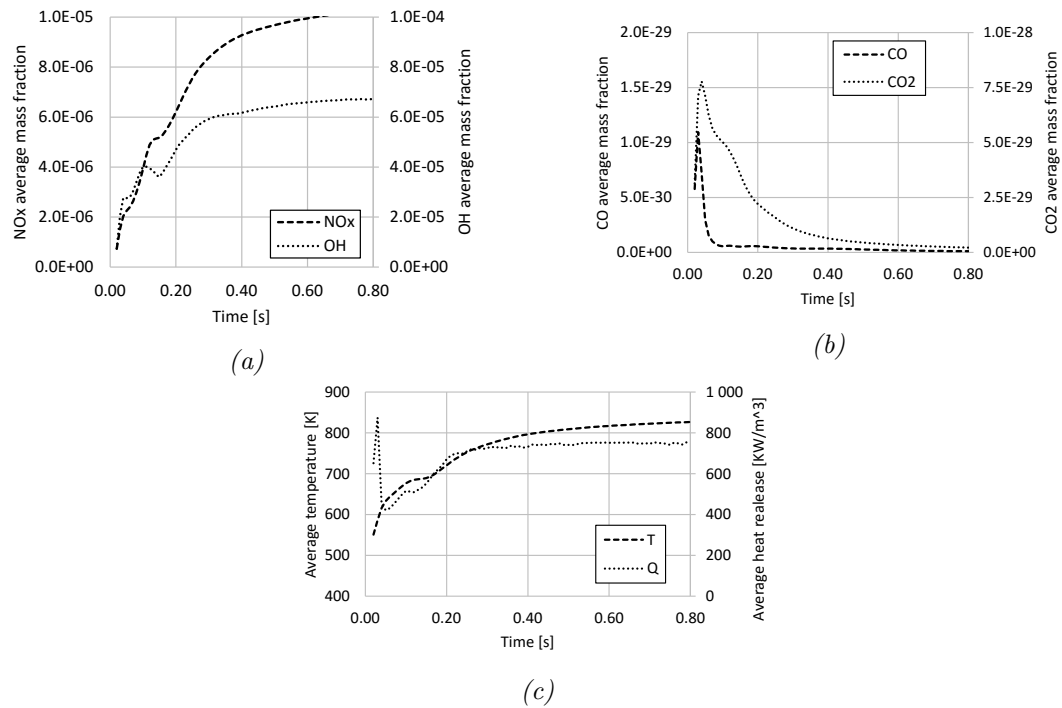 1.0E-05
8.0E-06
6.0E-06
4.0E-06
2.0E-06
0.0E+00
NOx average mass fraction
1.0E-04
8.0E-05
6.0E-05
4.0E-05
2.0E-05
0.0E+00
OH average mass fraction
NOx
OH
0.00 0.20 0.40 0.60 0.80
Time [s]
(a)
2.0E-29
1.5E-29
1.0E-29
5.0E-30
0.0E+00
CO average mass fraction
1.0E-28
7.5E-29
5.0E-29
2.5E-29
0.0E+00
CO2 average mass fraction
CO
CO2
0.00 0.20 0.40 0.60 0.80
Time [s]
(b)
900
800
700
600
500
400
Average temperature [K]
1 000
800
600
400
200
0
Average heat realease [KW/m^3]
T
Q
0.00 0.20 0.40 0.60 0.80
Time [s]
(c)